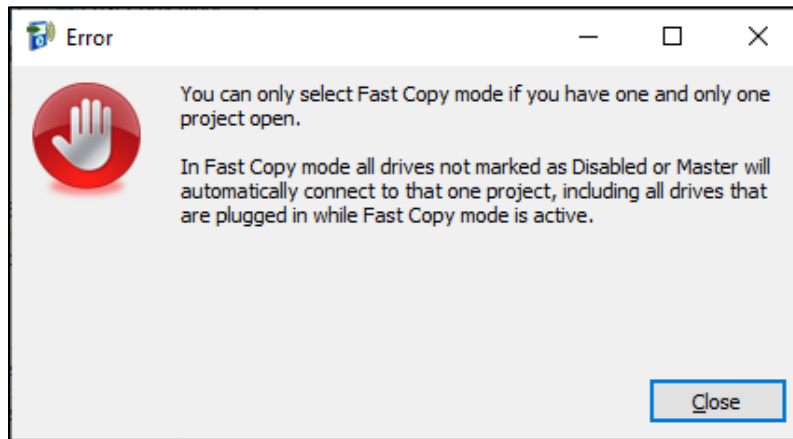 Error
You can only select Fast Copy mode if you have one and only one
project open.
In Fast Copy mode all drives not marked as Disabled or Master will
automatically connect to that one project, including all drives that
are plugged in while Fast Copy mode is active.
Close